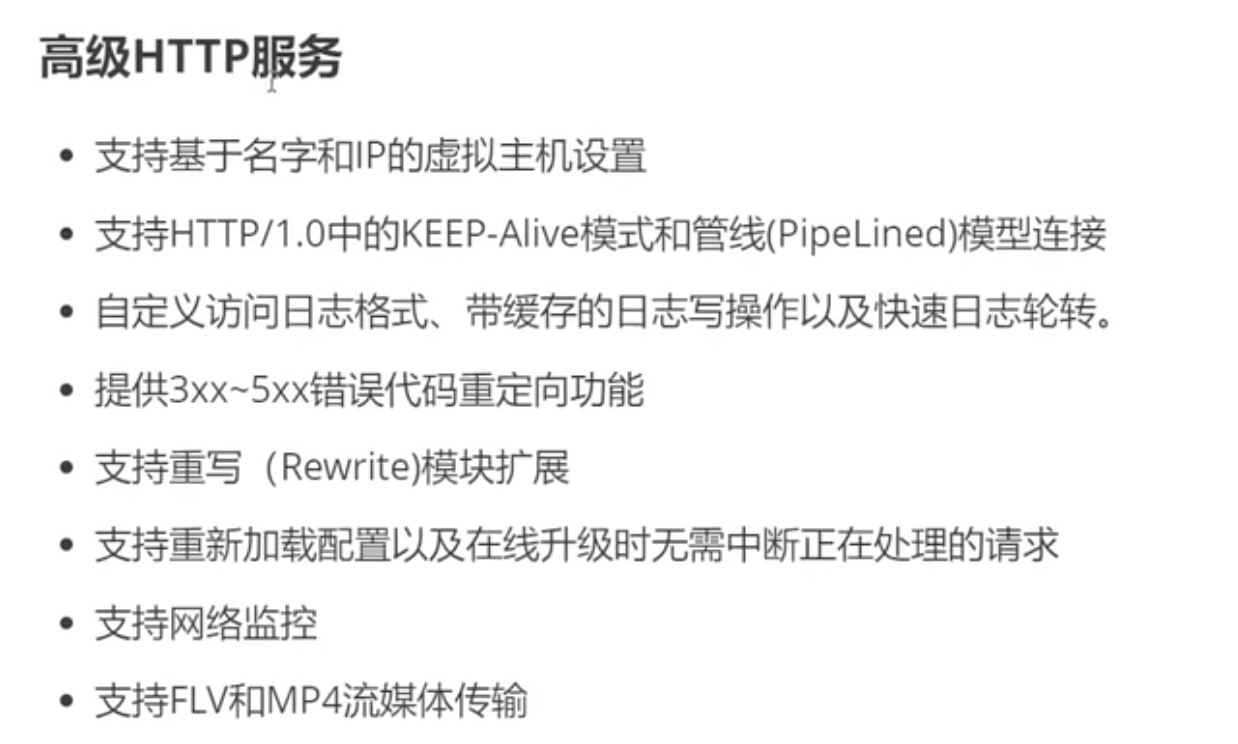 高级HTTP服务
支持基于名字和IP的虚拟主机设置
支持HTTP/1.0中的KEEP-Alive模式和管线(PipeLined)模型连接
自定义访问日志格式、带缓存的日志写操作以及快速日志轮转。
提供3xx~5xx错误代码重定向功能
支持重写（Rewrite)模块扩展
支持重新加载配置以及在线升级时无需中断正在处理的请求
支持网络监控
支持FLV和MP4流媒体传输